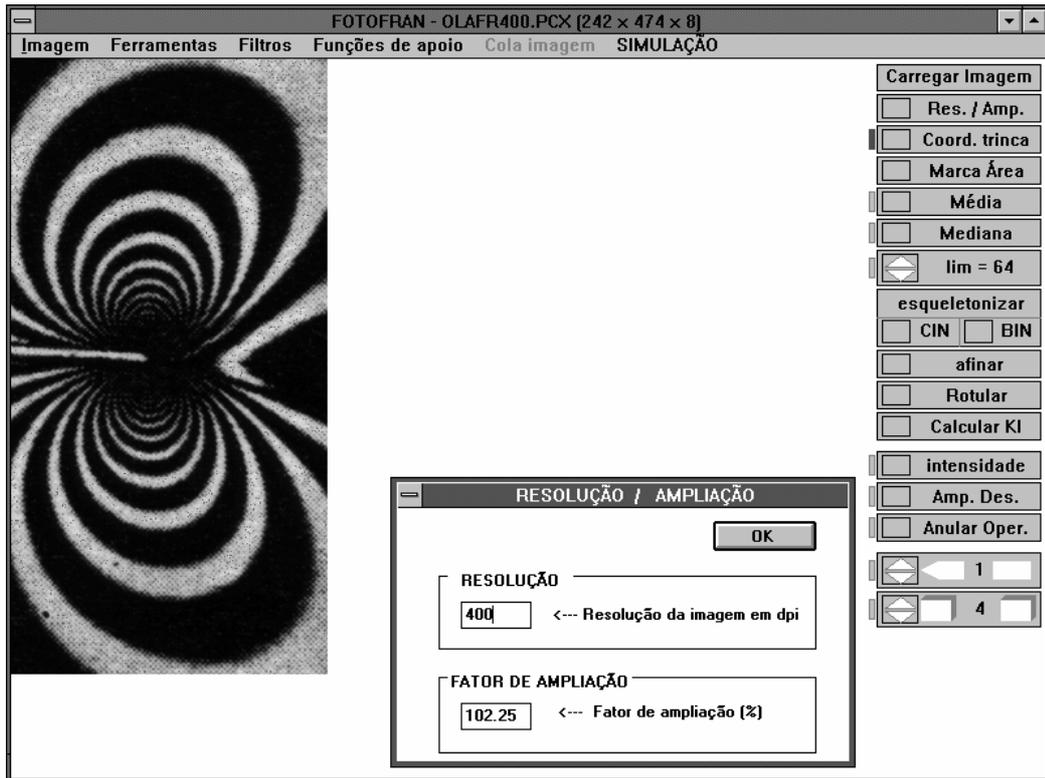 FOTOFRAN - OLAFR400.PCX (242 × 474 × 8)
Imagem Ferramentas Filtros Funções de apoio Cola imagem SIMULAÇÃO
Carregar Imagem
Res. / Amp.
Coord. trinca
Marca Área
Média
Mediana
lim = 64
esqueletonizar
CIN BIN
afinar
Rotular
Calcular KI
intensidade
Amp. Des.
Anular Oper.
1
4
RESOLUÇÃO / AMPLIAÇÃO
OK
RESOLUÇÃO
400 <--- Resolução da imagem em dpi
FATOR DE AMPLIAÇÃO
102.25 <--- Fator de ampliação (%)